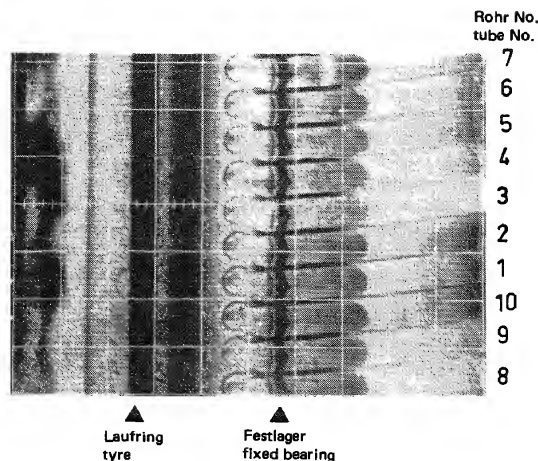 Rohr No.
tube No.
7
6
5
4
3
2
1
10
9
8
Laufring
tyre
Festlager
fixed bearing